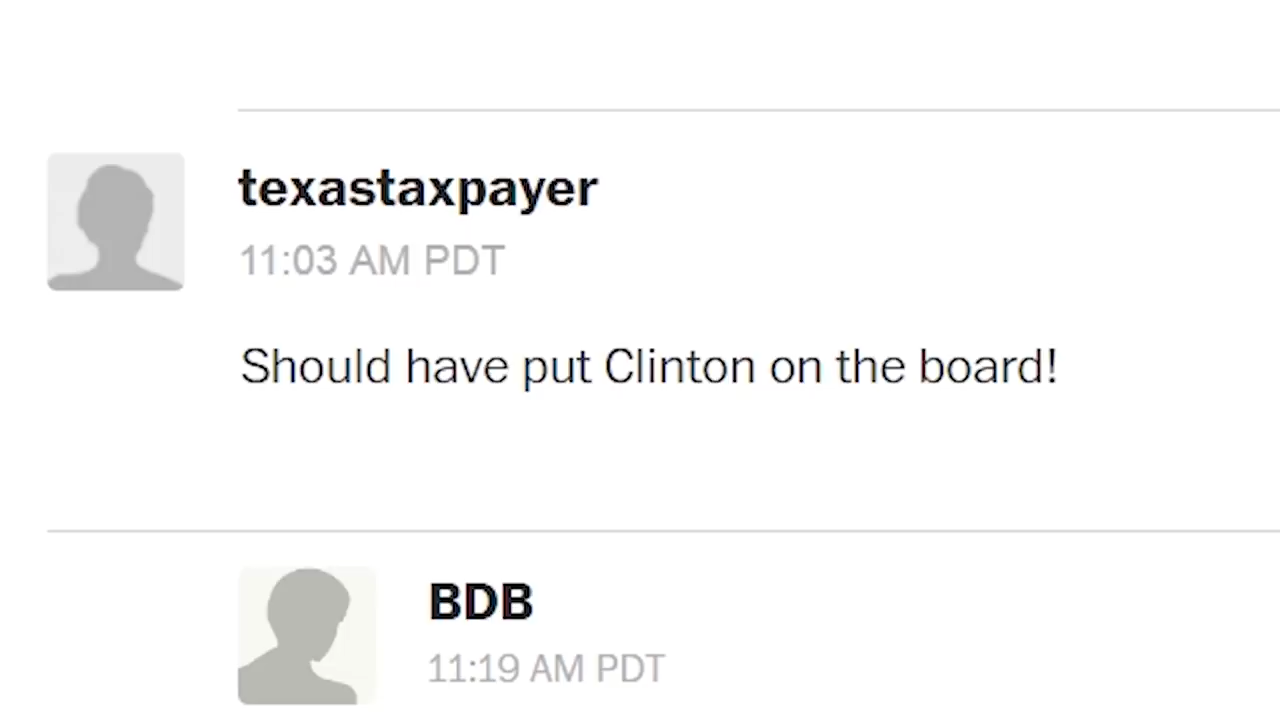 texastaxpayer
11:03 AM PDT
Should have put Clinton on the board!
BDB
11:19 AM PDT